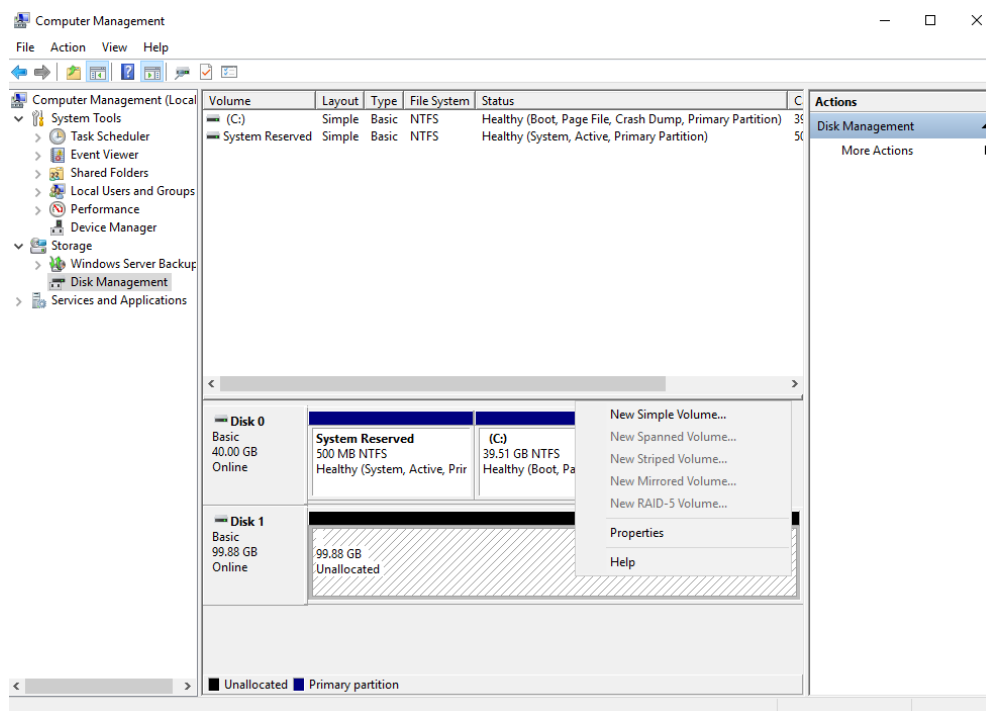 Computer Management
File Action View Help
Computer Management (Local
System Tools
Task Scheduler
Event Viewer
Shared Folders
Local Users and Groups
Performance
Device Manager
Storage
Windows Server Backup
Disk Management
Services and Applications
Volume Layout Type File System Status C
(C:) Simple Basic NTFS Healthy (Boot, Page File, Crash Dump, Primary Partition) 39
System Reserved Simple Basic NTFS Healthy (System, Active, Primary Partition) 50
Disk 0
Basic
40.00 GB
Online
System Reserved
500 MB NTFS
Healthy (System, Active, Prir
(C:)
39.51 GB NTFS
Healthy (Boot, Pa
Disk 1
Basic
99.88 GB
Online
99.88 GB
Unallocated
New Simple Volume...
New Spanned Volume...
New Striped Volume...
New Mirrored Volume...
New RAID-5 Volume...
Properties
Help
Unallocated Primary partition
Actions
Disk Management
More Actions